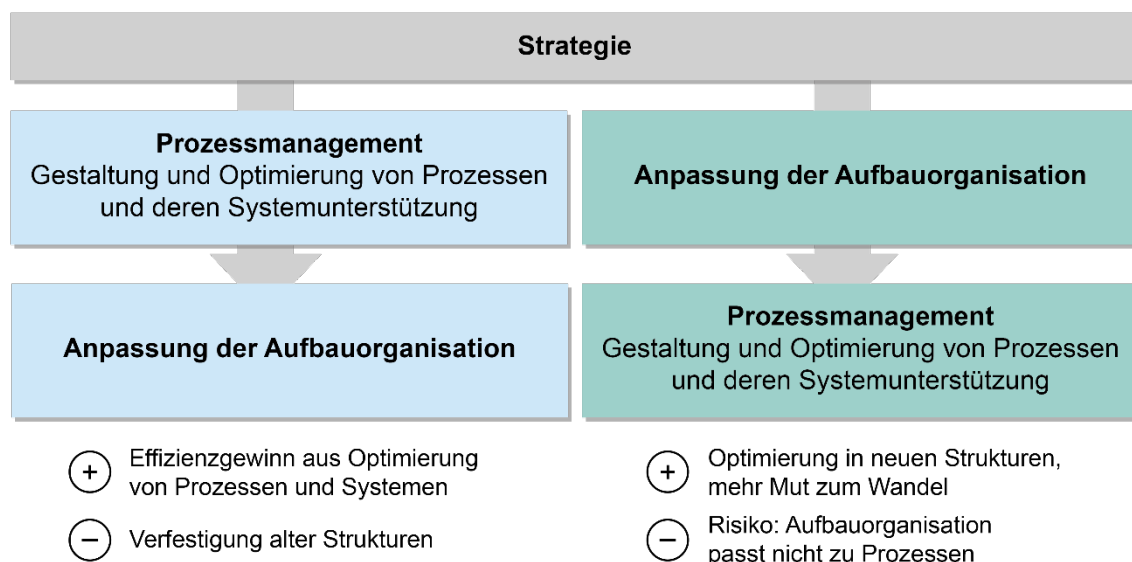 Strategie
Prozessmanagement
Gestaltung und Optimierung von Prozessen
und deren Systemunterstützung
Anpassung der Aufbauorganisation
+ Effizienzgewinn aus Optimierung
von Prozessen und Systemen
− Verfestigung alter Strukturen
Anpassung der Aufbauorganisation
Prozessmanagement
Gestaltung und Optimierung von Prozessen
und deren Systemunterstützung
+ Optimierung in neuen Strukturen,
mehr Mut zum Wandel
− Risiko: Aufbauorganisation
passt nicht zu Prozessen